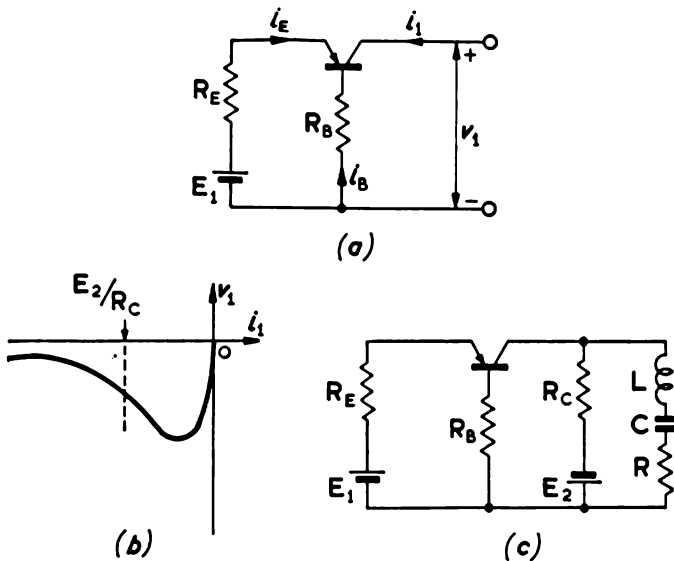 i_E
i_1
R_E
R_B
i_B
E_1
+
v_1
−
(a)
E_2/R_C
v_1
i_1
O
(b)
R_E
R_B
R_C
L
C
R
E_1
E_2
(c)